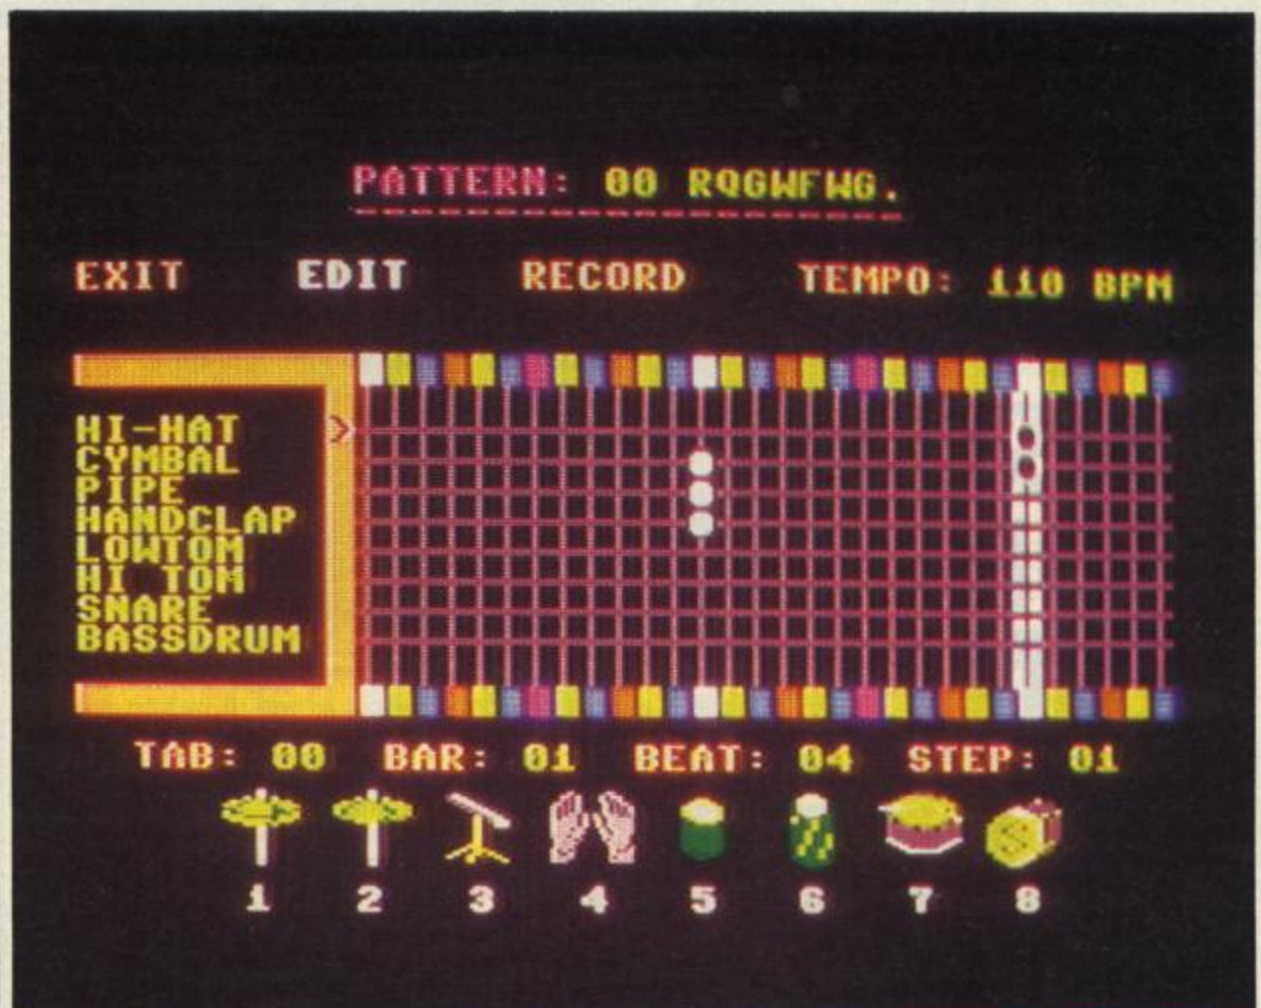 PATTERN: 00 RQGWFWG.
EXIT EDIT RECORD TEMPO: 110 BPM
HI-HAT >
CYMBAL
PIPE
HANDCLAP
LOWTOM
HI TOM
SNARE
BASSDRUM
TAB: 00 BAR: 01 BEAT: 04 STEP: 01
1 2 3 4 5 6 7 8